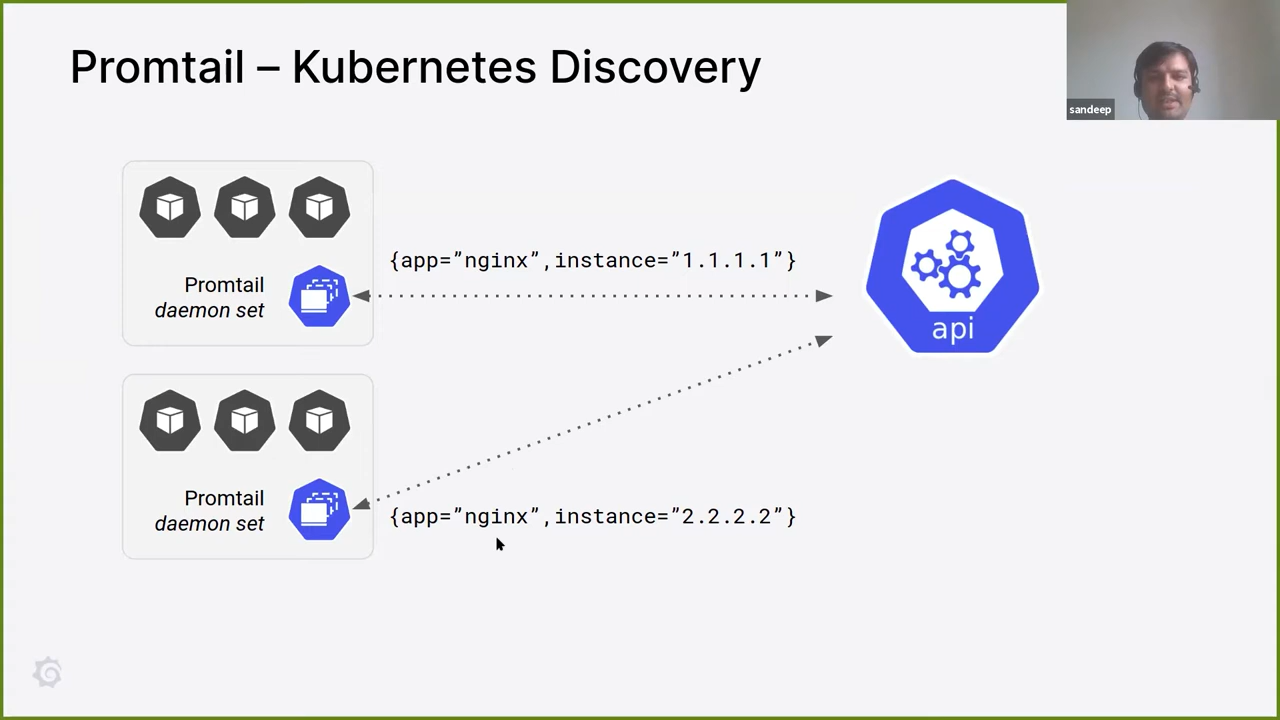 Promtail – Kubernetes Discovery
sandeep
{app=”nginx”,instance=”1.1.1.1”}
Promtail
daemon set
api
Promtail
daemon set
{app=”nginx”,instance=”2.2.2.2”}